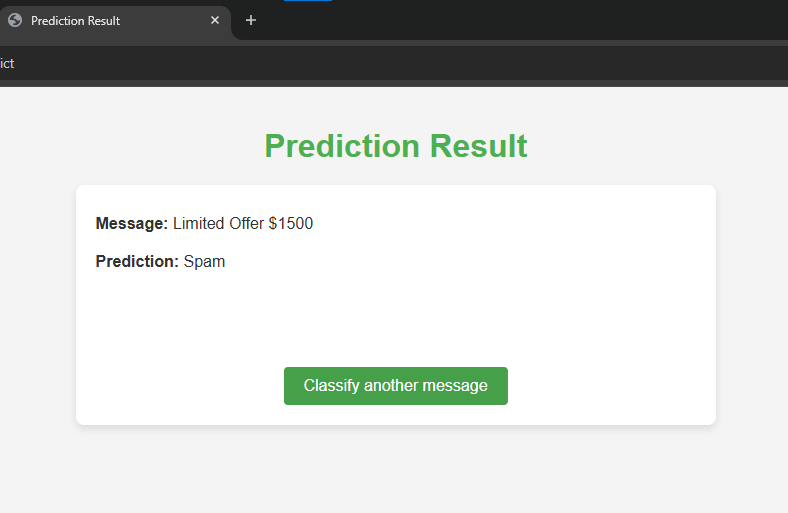 Prediction Result
ict
Prediction Result
Message: Limited Offer $1500
Prediction: Spam
Classify another message